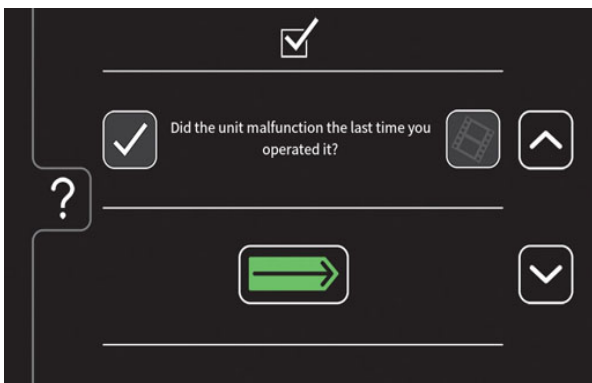 Did the unit malfunction the last time you
operated it?
?